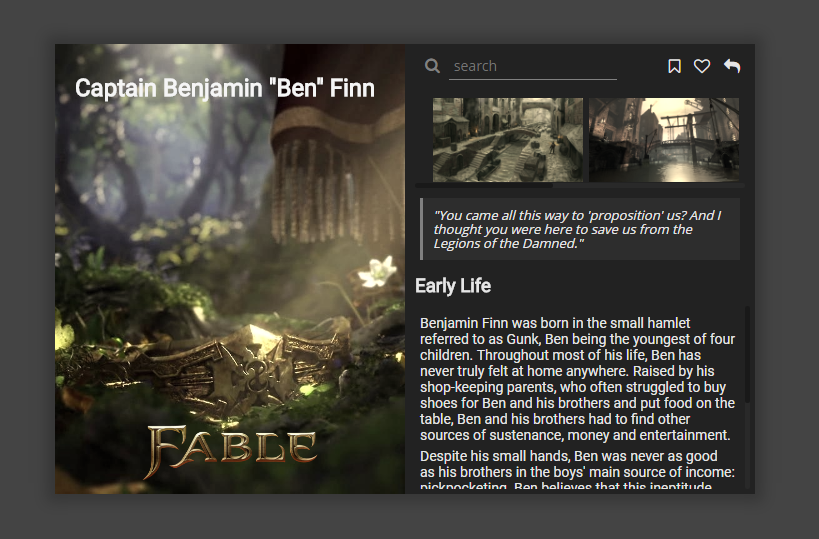 Captain Benjamin "Ben" Finn
FABLE
search
"You came all this way to 'proposition' us? And I
thought you were here to save us from the
Legions of the Damned."
Early Life
Benjamin Finn was born in the small hamlet
referred to as Gunk, Ben being the youngest of four
children. Throughout most of his life, Ben has
never truly felt at home anywhere. Raised by his
shop-keeping parents, who often struggled to buy
shoes for Ben and his brothers and put food on the
table, Ben and his brothers had to find other
sources of sustenance, money and entertainment.
Despite his small hands, Ben was never as good
as his brothers in the boys' main source of income:
pickpocketing. Ben believes that this ineptitude